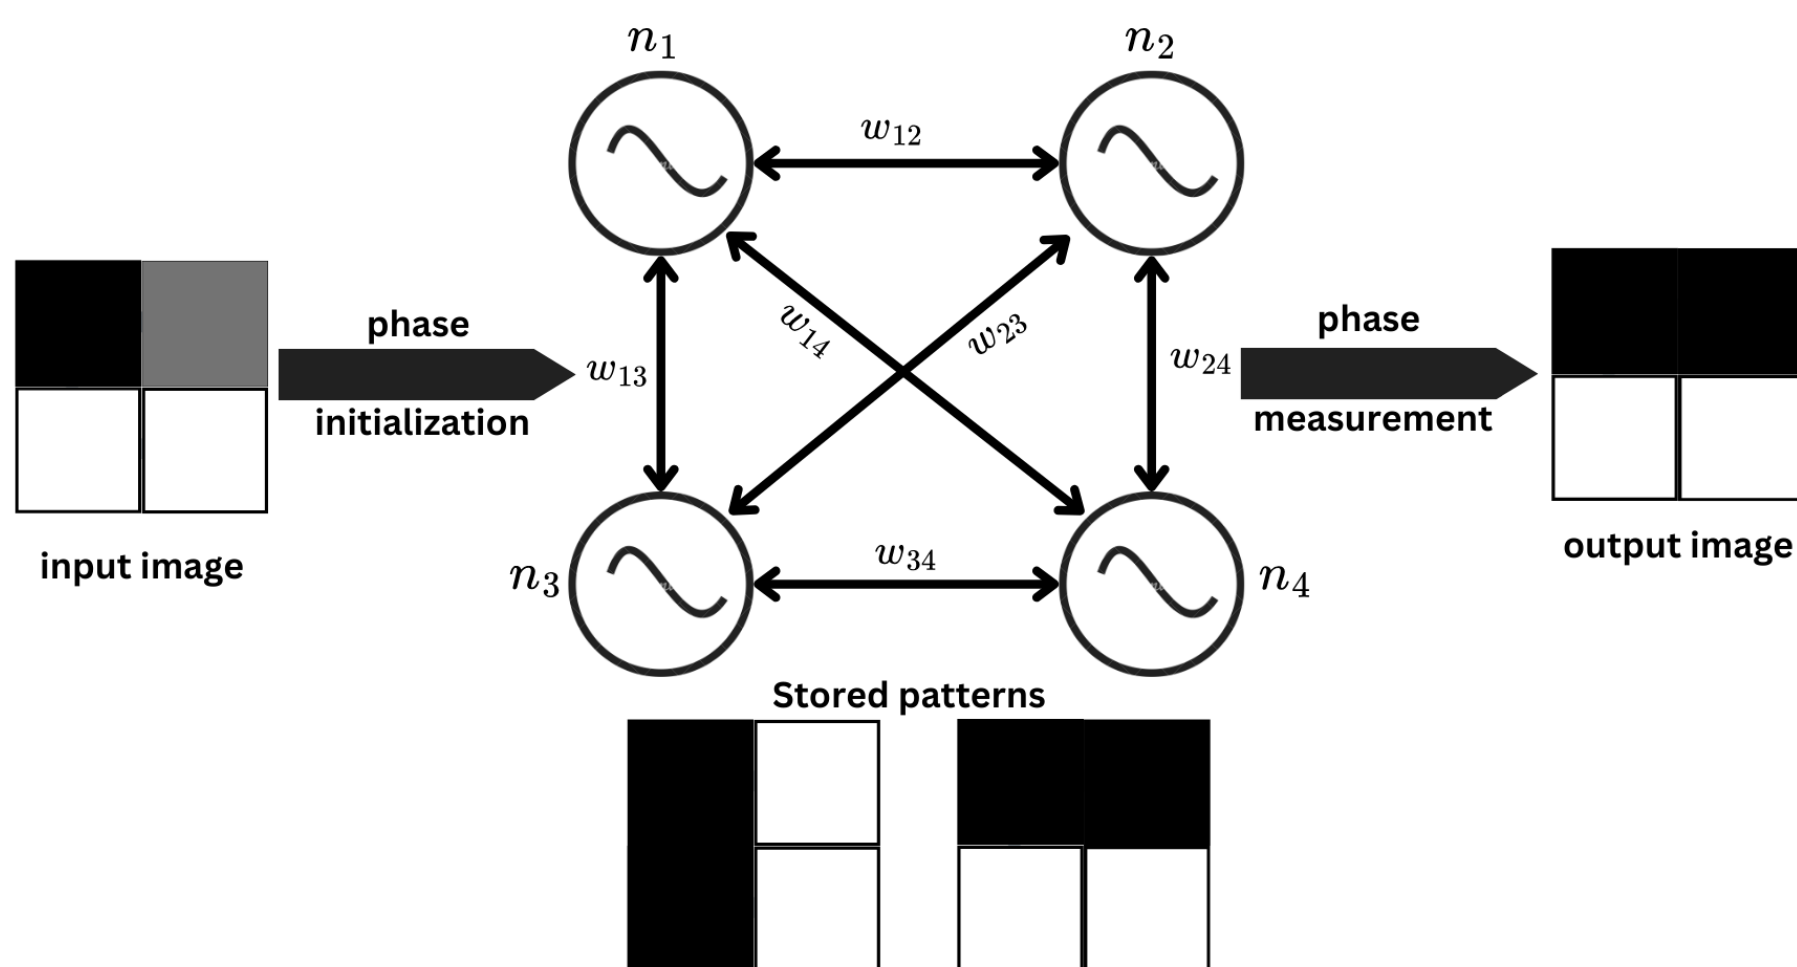 n₁
n₂
w₁₂
phase
initialization
w₁₃
w₁₄
w₂₃
w₂₄
phase
measurement
input image
output image
n₃
w₃₄
n₄
Stored patterns